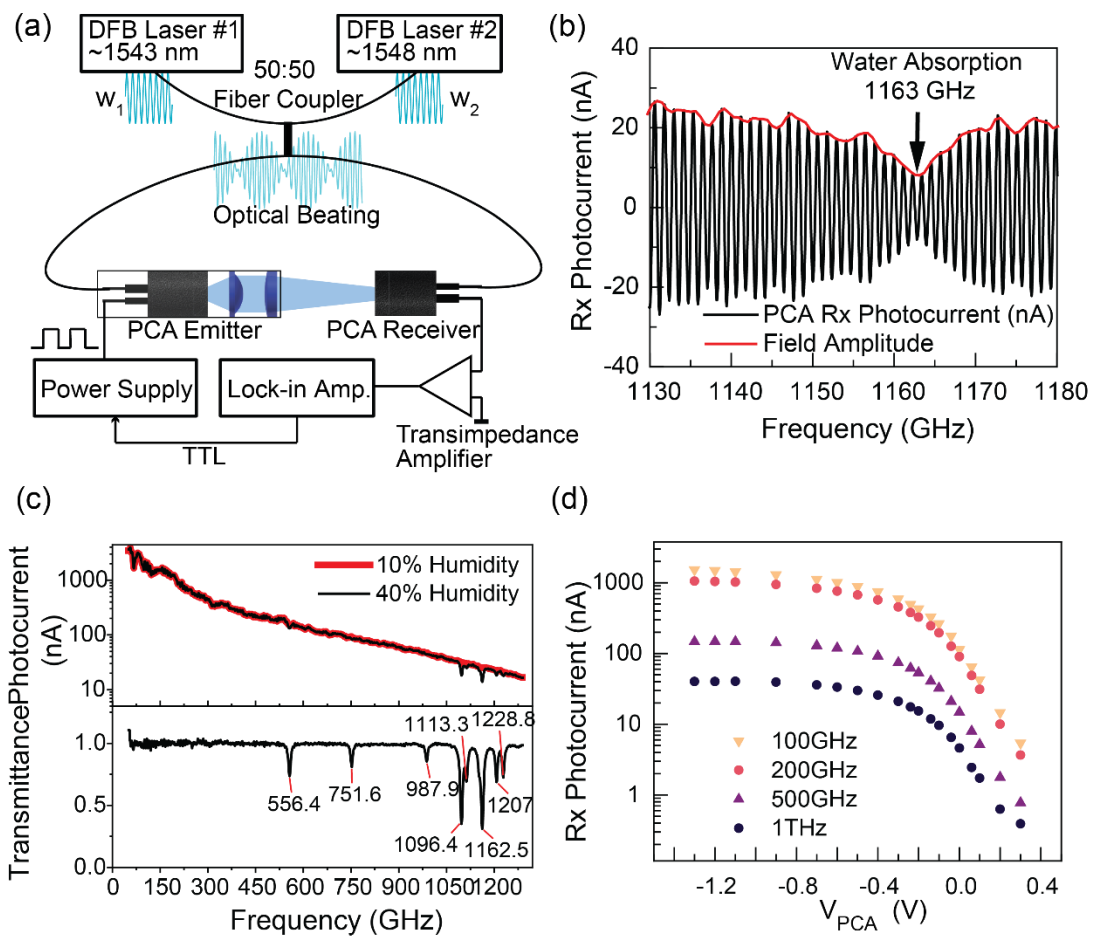 (a)
DFB Laser #1
~1543 nm
DFB Laser #2
~1548 nm
50:50
Fiber Coupler
w1
w2
Optical Beating
PCA Emitter
PCA Receiver
Power Supply
Lock-in Amp.
Transimpedance
Amplifier
TTL
(b)
Rx Photocurrent (nA)
40
20
0
-20
-40
Water Absorption
1163 GHz
PCA Rx Photocurrent (nA)
Field Amplitude
1130 1140 1150 1160 1170 1180
Frequency (GHz)
(c)
Photocurrent
(nA)
1000
100
10
10% Humidity
40% Humidity
Transmittance
1.0
0.5
0.0
556.4
751.6
987.9
1096.4
1113.3
1162.5
1207
1228.8
0 150 300 450 600 750 900 1050 1200
Frequency (GHz)
(d)
Rx Photocurrent (nA)
1000
100
10
1
100GHz
200GHz
500GHz
1THz
-1.2 -0.8 -0.4 0.0 0.4
VPCA (V)